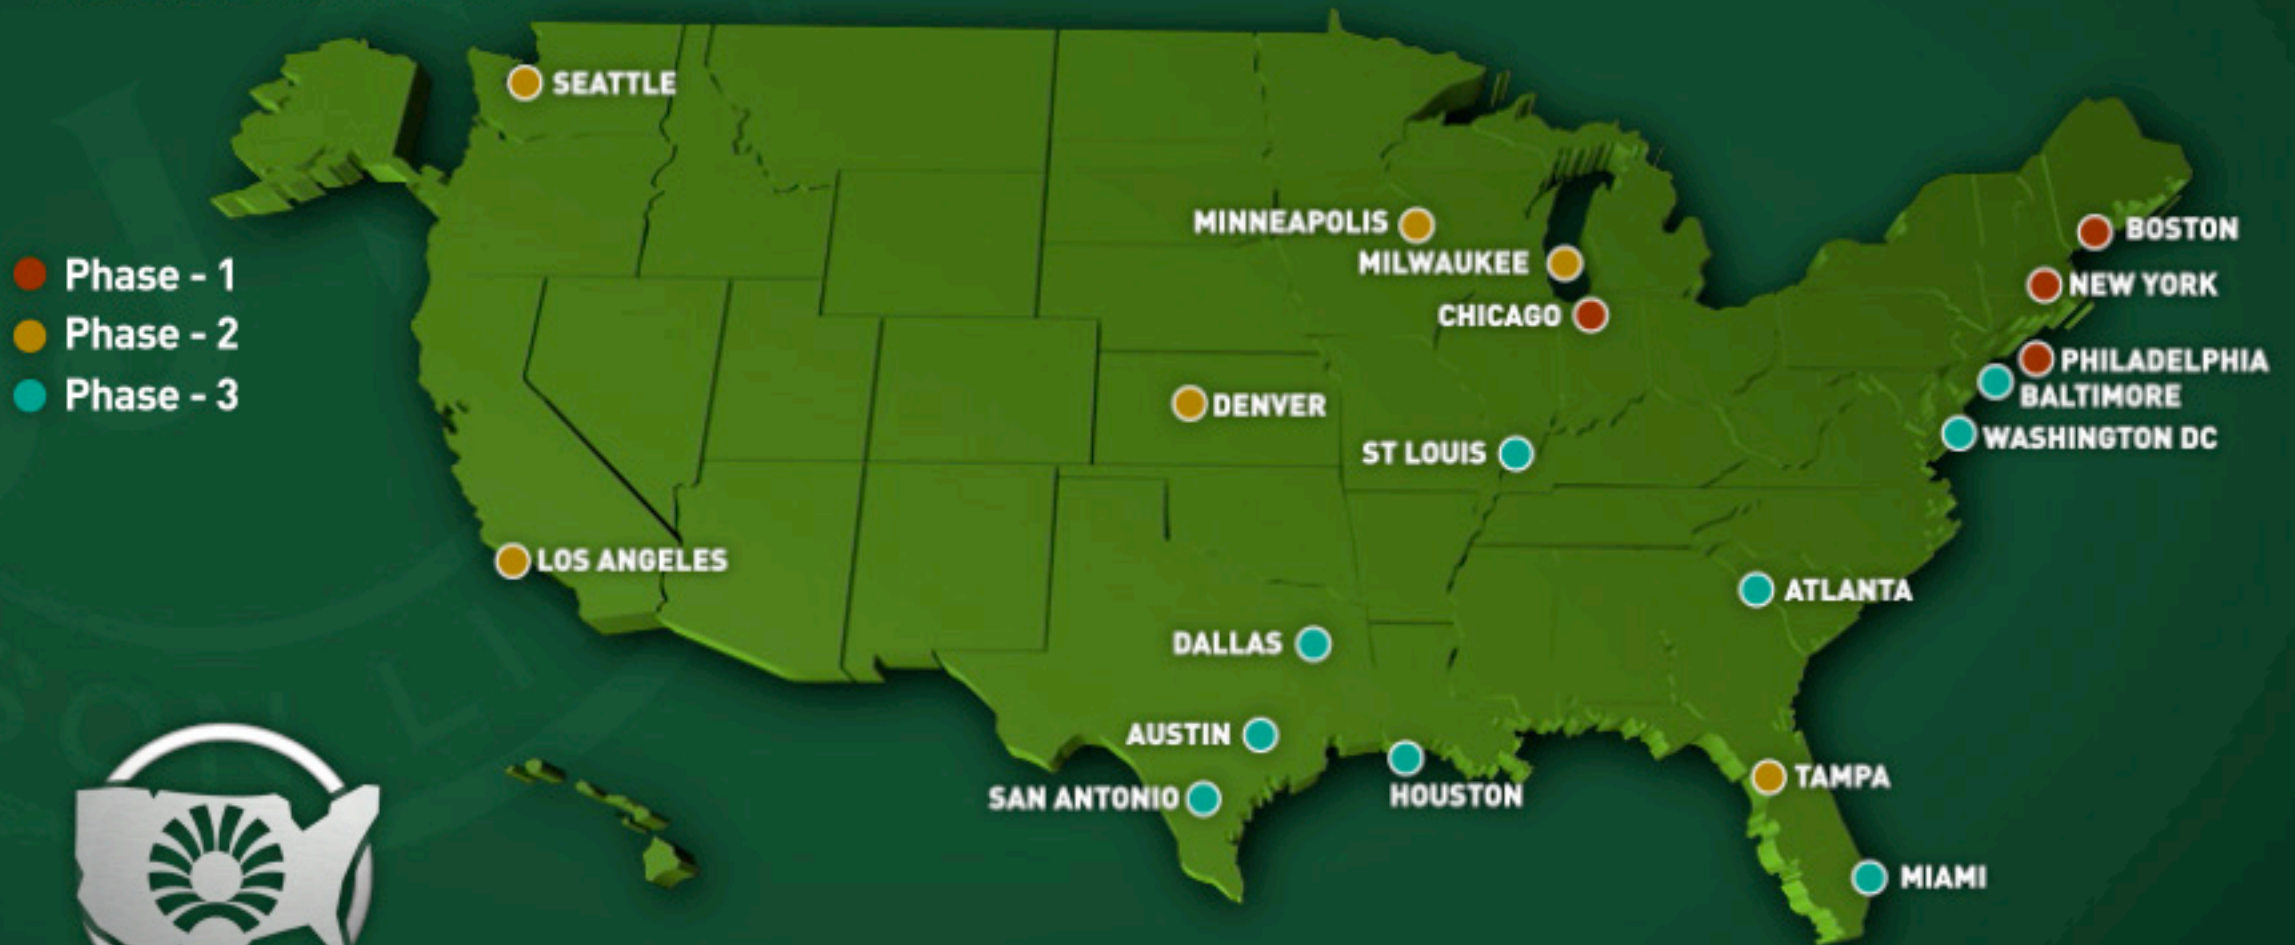 SEATTLE
MINNEAPOLIS
BOSTON
MILWAUKEE
Phase - 1
NEW YORK
CHICAGO
Phase - 2
PHILADELPHIA
Phase - 3
BALTIMORE
DENVER
WASHINGTON DC
ST LOUIS
LOS ANGELES
ATLANTA
DALLAS
AUSTIN
TAMPA
SAN ANTONIO
HOUSTON
MIAMI